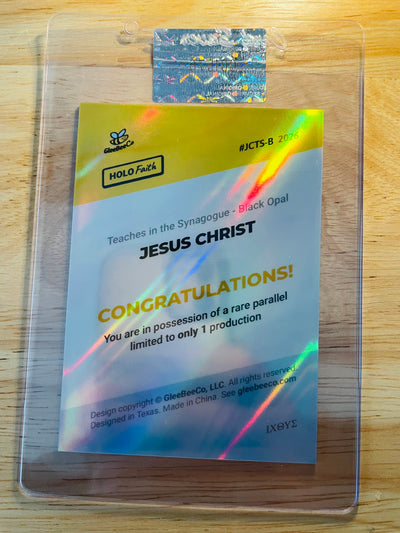 GleeBeeCo
#JCTS-B 2026
HOLO Faith
Teaches in the Synagogue - Black Opal
JESUS CHRIST
CONGRATULATIONS!
You are in possession of a rare parallel
limited to only 1 production
Design copyright © GleeBeeCo, LLC. All rights reserved.
Designed in Texas. Made in China. See gleebeeco.com
ΙΧΘΥΣ